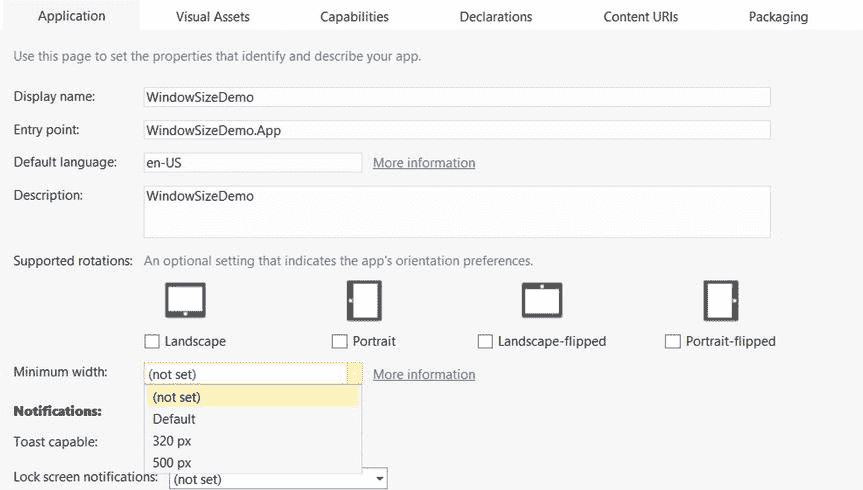 Application Visual Assets Capabilities Declarations Content URIs Packaging
Use this page to set the properties that identify and describe your app.
Display name: WindowSizeDemo
Entry point: WindowSizeDemo.App
Default language: en-US More information
Description: WindowSizeDemo
Supported rotations: An optional setting that indicates the app's orientation preferences.
Landscape Portrait Landscape-flipped Portrait-flipped
Minimum width: (not set) More information
(not set)
Notifications:
Default
Toast capable:
320 px
500 px
Lock screen notifications: (not set)